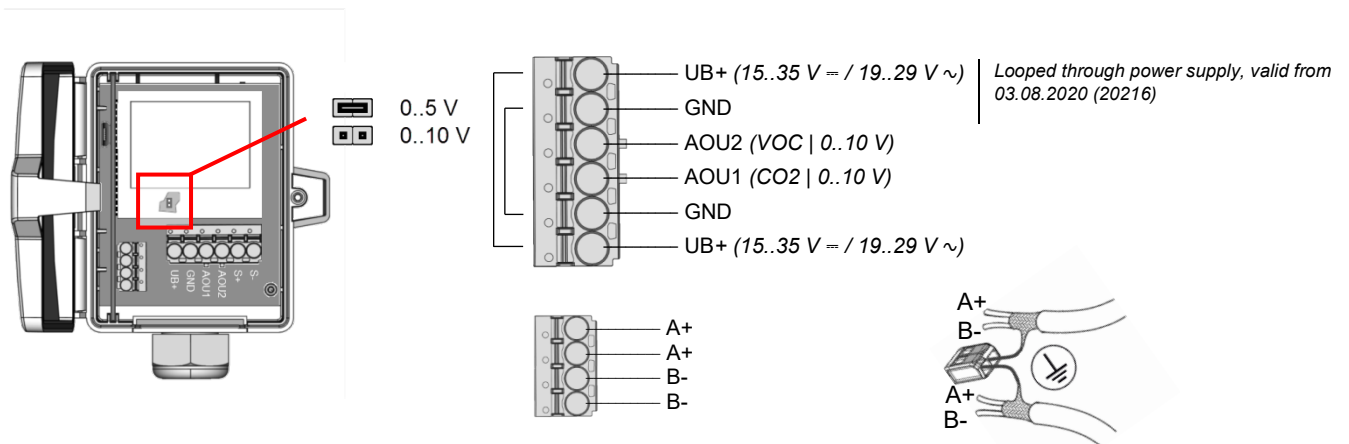 0..5 V
0..10 V
UB+
GND
AOU1
AOU2
S+
S-
UB+ (15..35 V ⎓ / 19..29 V ∿)
GND
AOU2 (VOC | 0..10 V)
AOU1 (CO2 | 0..10 V)
GND
UB+ (15..35 V ⎓ / 19..29 V ∿)
Looped through power supply, valid from
03.08.2020 (20216)
A+
A+
B-
B-
A+
B-
A+
B-